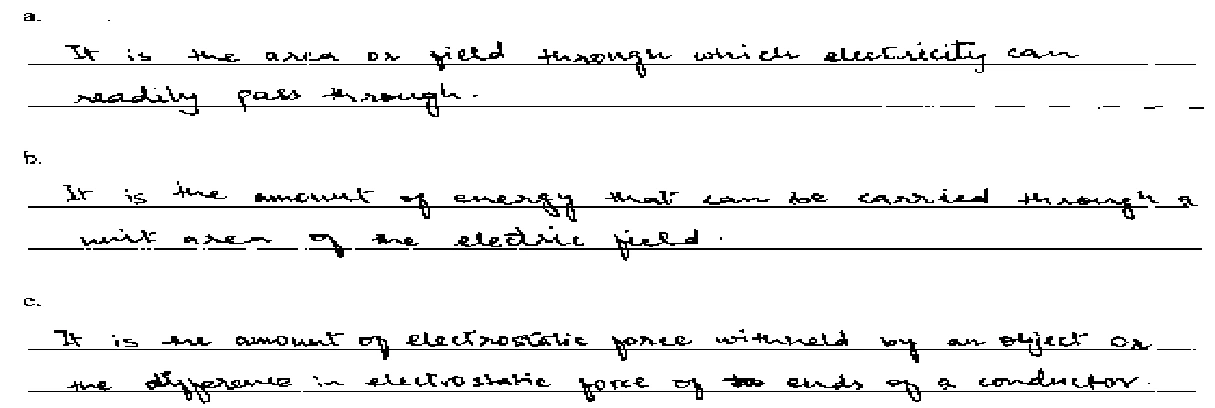 a.
It is the area or field through which electricity can
readily pass through.
b.
It is the amount of energy that can be carried through a
unit area of the electric field.
c.
It is the amount of electrostatic force withheld by an object or
the difference in electrostatic force of ends of a conductor.